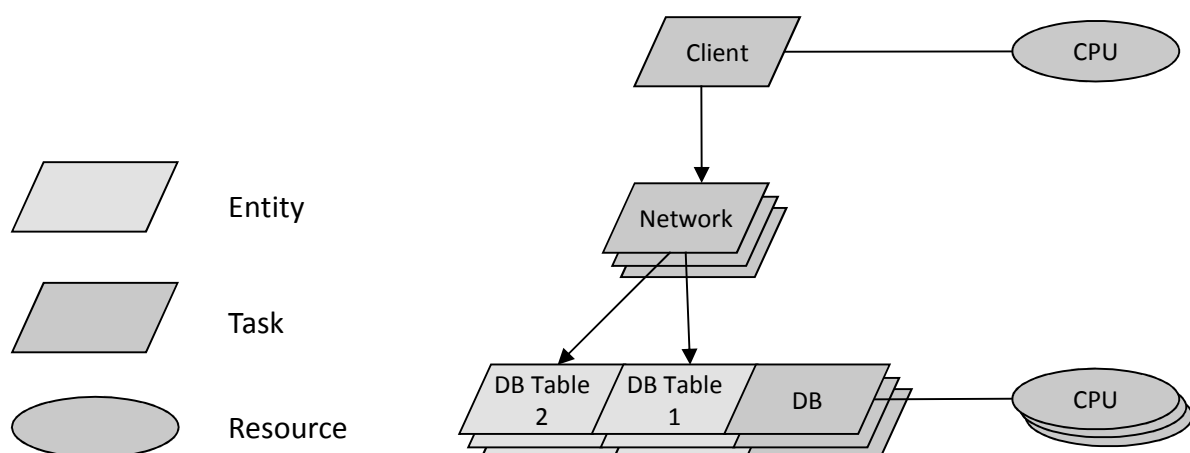 Client
CPU
Entity
Network
Task
DB Table
2
DB Table
1
DB
CPU
Resource